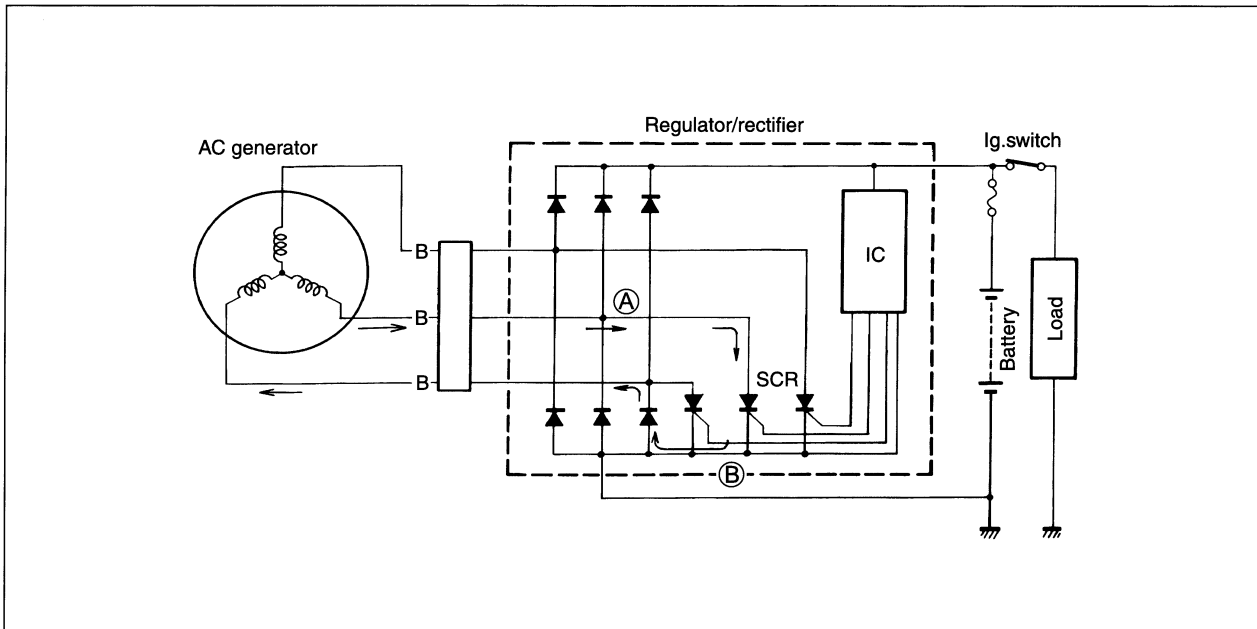 Regulator/rectifier
AC generator
Ig.switch
B
IC
A
B
Battery
Load
SCR
B
B